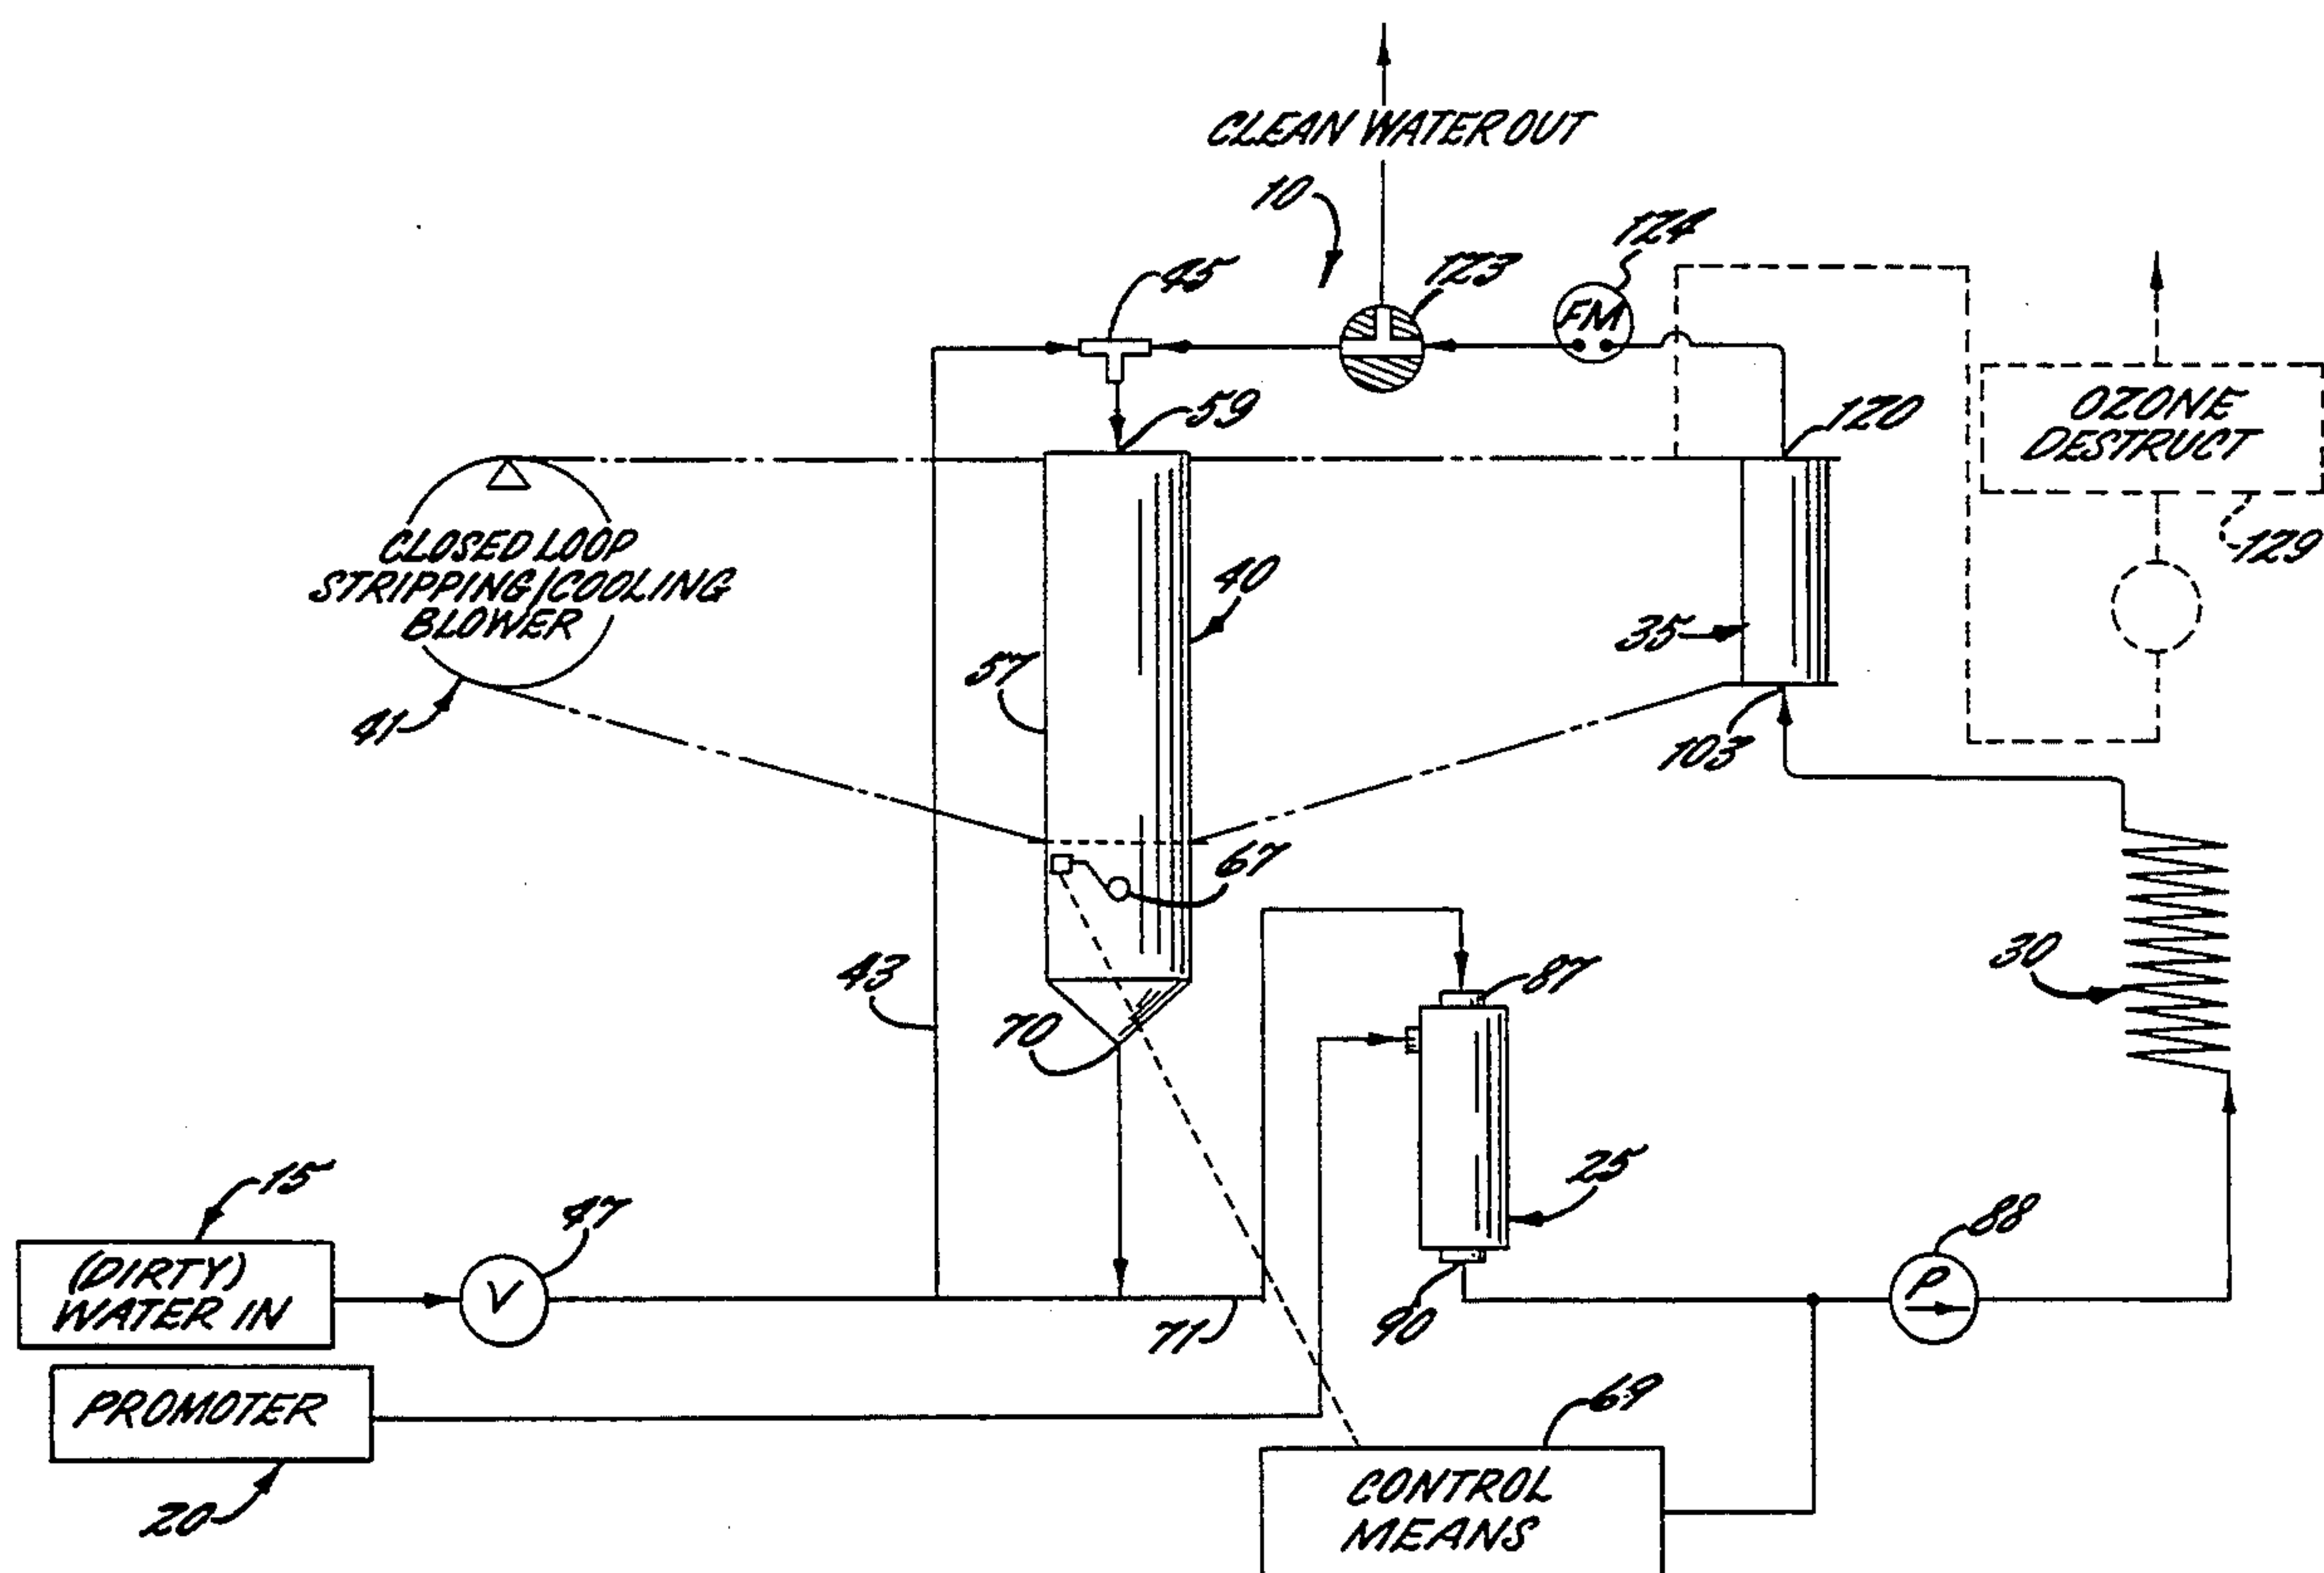 CLEAN WATER OUT
10
124
45
123
FM
59
120
OZONE
DESTRUCT
129
CLOSED LOOP
STRIPPING/COOLING
BLOWER
40
35
57
41
103
67
43
30
87
70
15
47
25
88
(DIRTY)
WATER IN
V
P
71
90
PROMOTER
69
20
CONTROL
MEANS